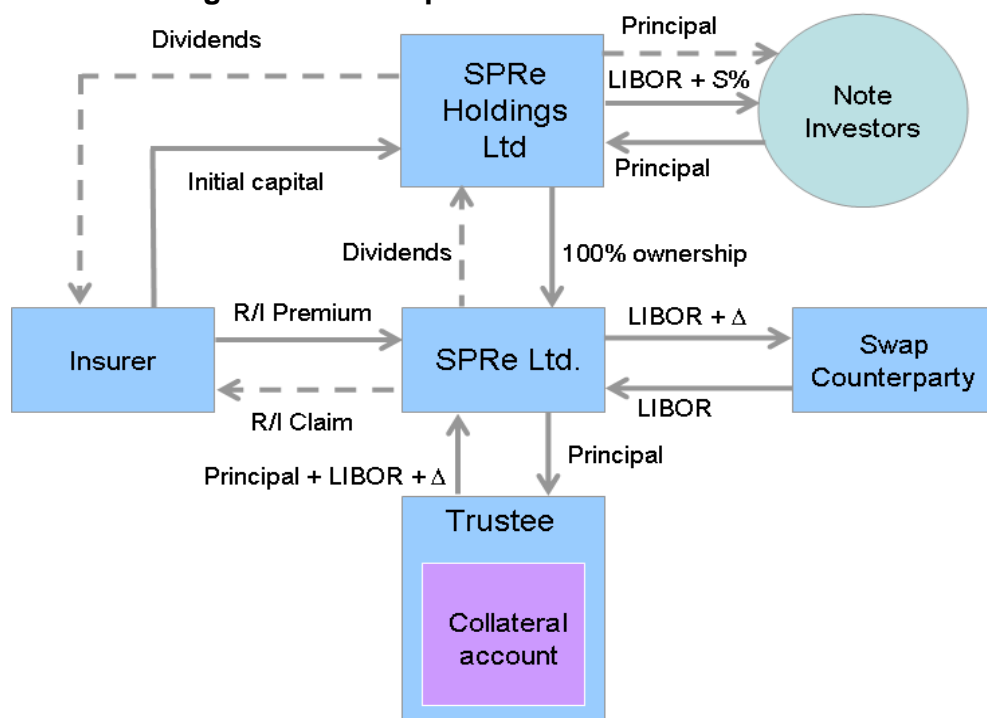 Dividends
Principal
SPRe
Holdings
Ltd
LIBOR + S%
Note
Investors
Principal
Initial capital
Dividends
100% ownership
R/I Premium
LIBOR + Δ
Insurer
SPRe Ltd.
Swap
Counterparty
LIBOR
R/I Claim
Principal
Principal + LIBOR + Δ
Trustee
Collateral
account